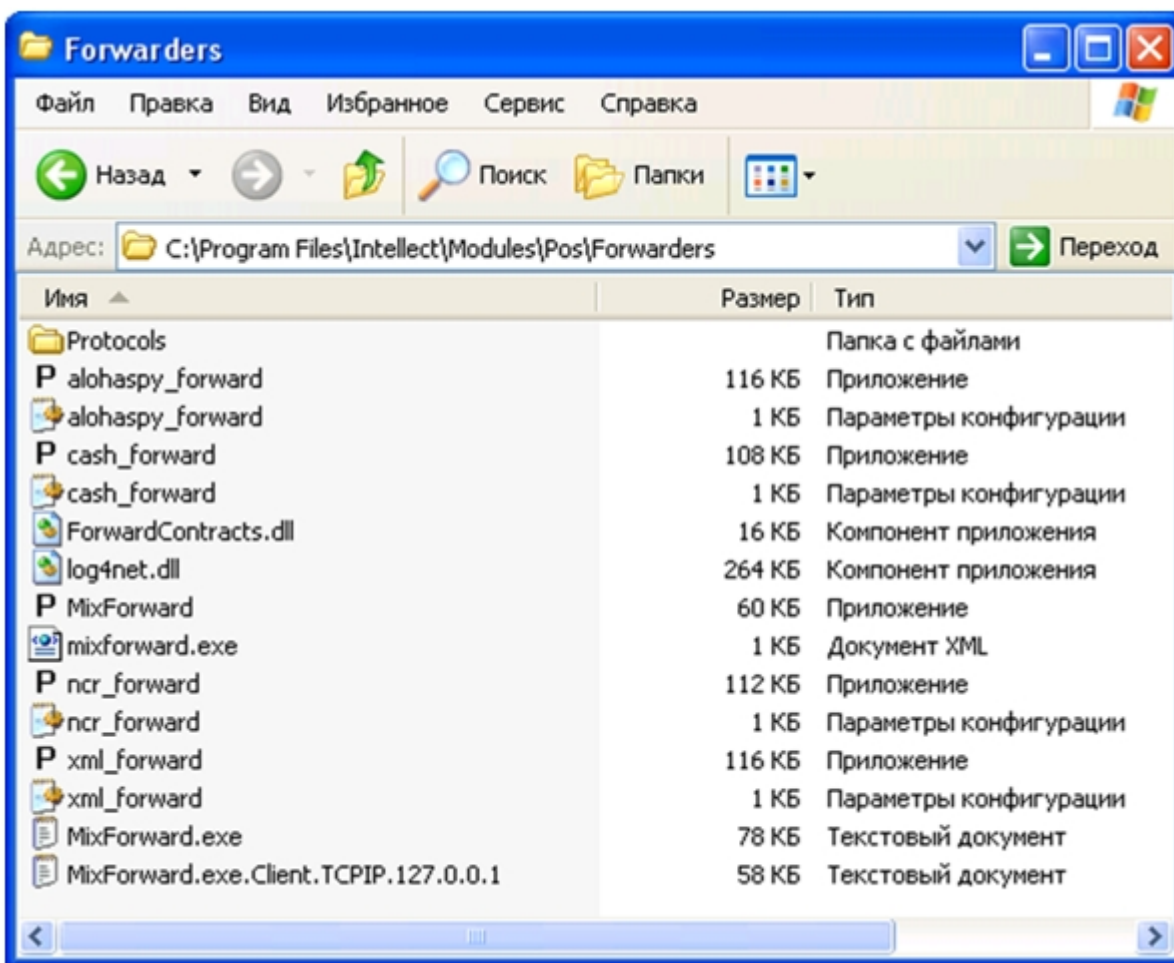 Forwarders
Файл Правка Вид Избранное Сервис Справка
Назад Поиск Папки
Адрес: C:\Program Files\Intellect\Modules\Pos\Forwarders Переход
Имя Размер Тип
Protocols Папка с файлами
P alohaspy_forward 116 КБ Приложение
alohaspy_forward 1 КБ Параметры конфигурации
P cash_forward 108 КБ Приложение
cash_forward 1 КБ Параметры конфигурации
ForwardContracts.dll 16 КБ Компонент приложения
log4net.dll 264 КБ Компонент приложения
P MixForward 60 КБ Приложение
mixforward.exe 1 КБ Документ XML
P ncr_forward 112 КБ Приложение
ncr_forward 1 КБ Параметры конфигурации
P xml_forward 116 КБ Приложение
xml_forward 1 КБ Параметры конфигурации
MixForward.exe 78 КБ Текстовый документ
MixForward.exe.Client.TCPIP.127.0.0.1 58 КБ Текстовый документ